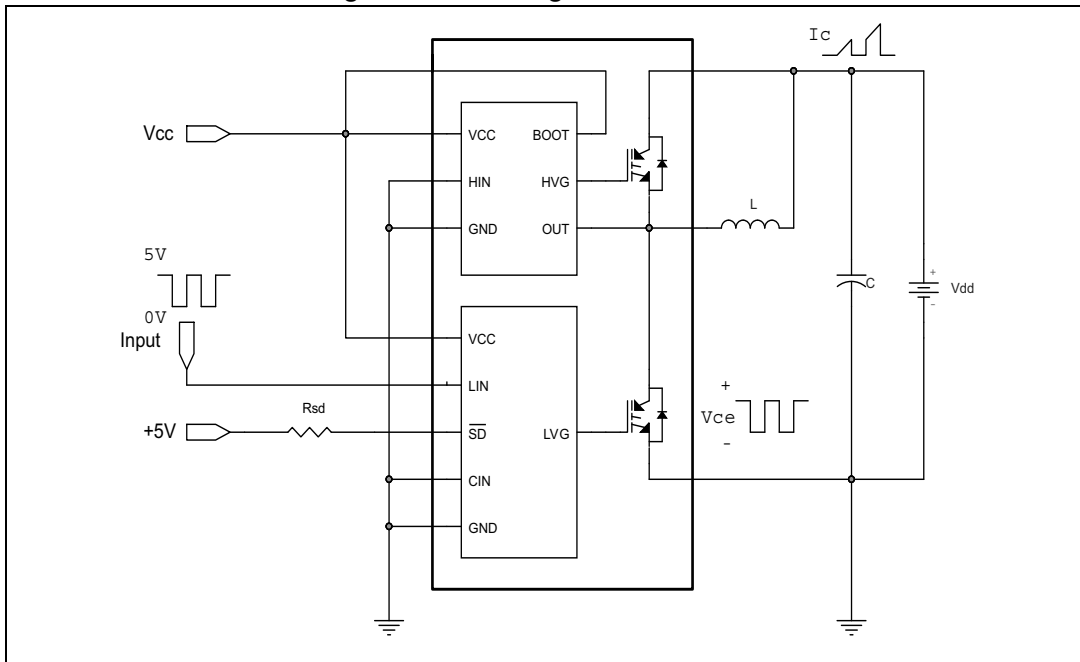 Ic
Vcc
VCC
BOOT
HIN
HVG
GND
OUT
L
5V
0V
Input
VCC
LIN
+5V
Rsd
SD
LVG
CIN
GND
+
Vce
-
C
+
Vdd
-